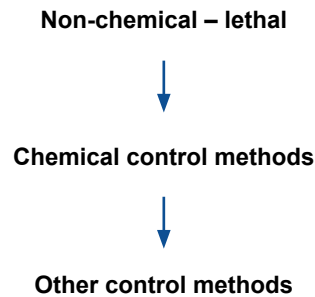 Non-chemical – lethal
Chemical control methods
Other control methods